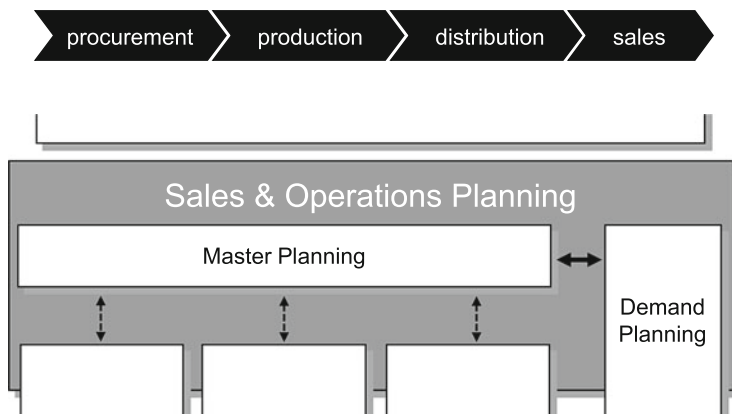 procurement production distribution sales
Sales & Operations Planning
Master Planning
Demand
Planning